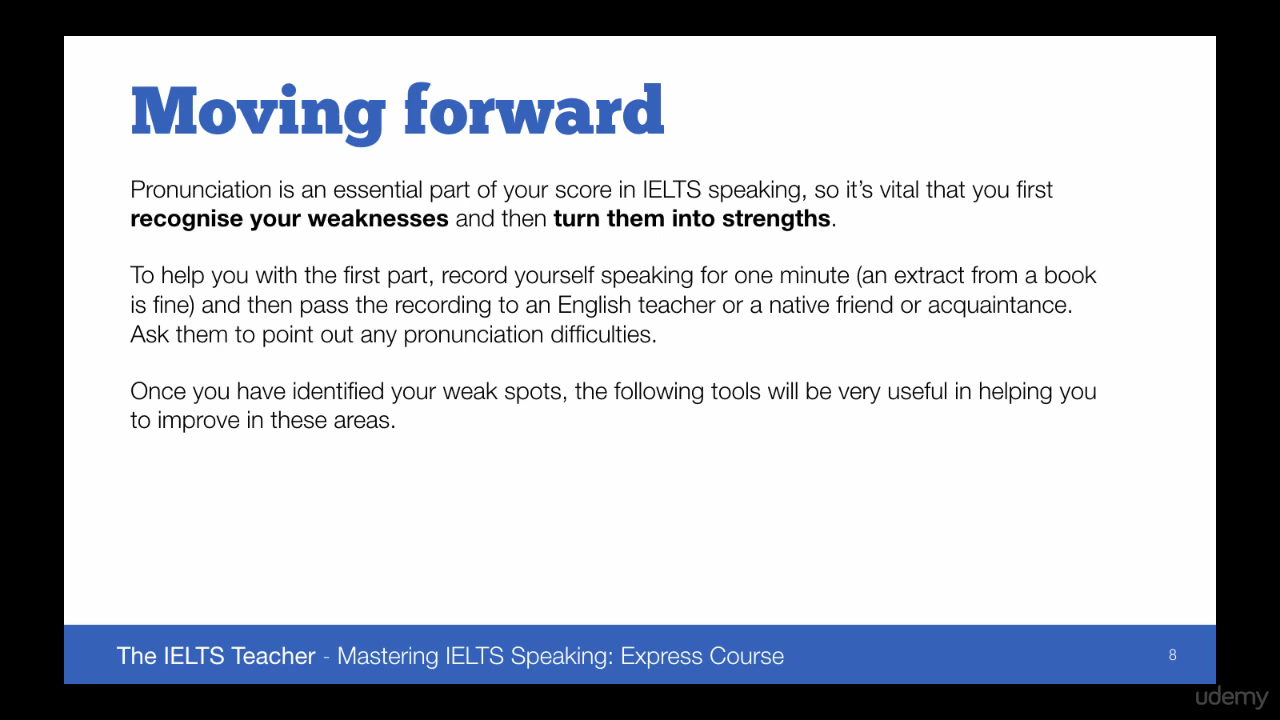 Moving forward
Pronunciation is an essential part of your score in IELTS speaking, so it’s vital that you first
recognise your weaknesses and then turn them into strengths.
To help you with the first part, record yourself speaking for one minute (an extract from a book
is fine) and then pass the recording to an English teacher or a native friend or acquaintance.
Ask them to point out any pronunciation difficulties.
Once you have identified your weak spots, the following tools will be very useful in helping you
to improve in these areas.
The IELTS Teacher - Mastering IELTS Speaking: Express Course
8
udemy